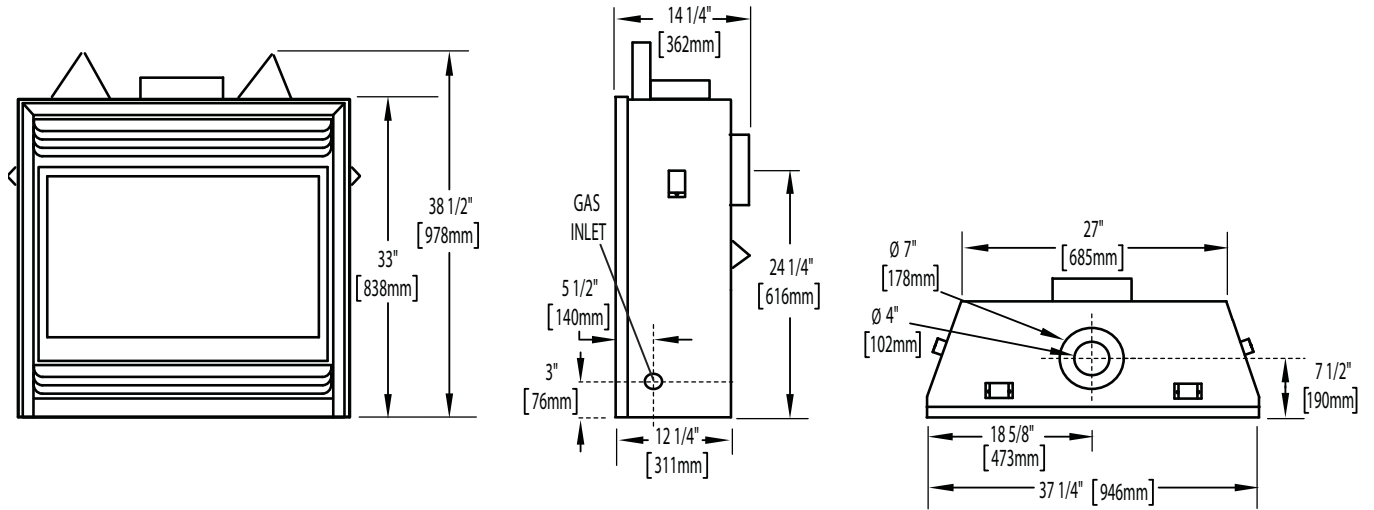 38 1/2"
[978mm]
33"
[838mm]
14 1/4"
[362mm]
GAS
INLET
5 1/2"
[140mm]
3"
[76mm]
24 1/4"
[616mm]
12 1/4"
[311mm]
27"
[685mm]
Ø 7"
[178mm]
Ø 4"
[102mm]
7 1/2"
[190mm]
18 5/8"
[473mm]
37 1/4" [946mm]